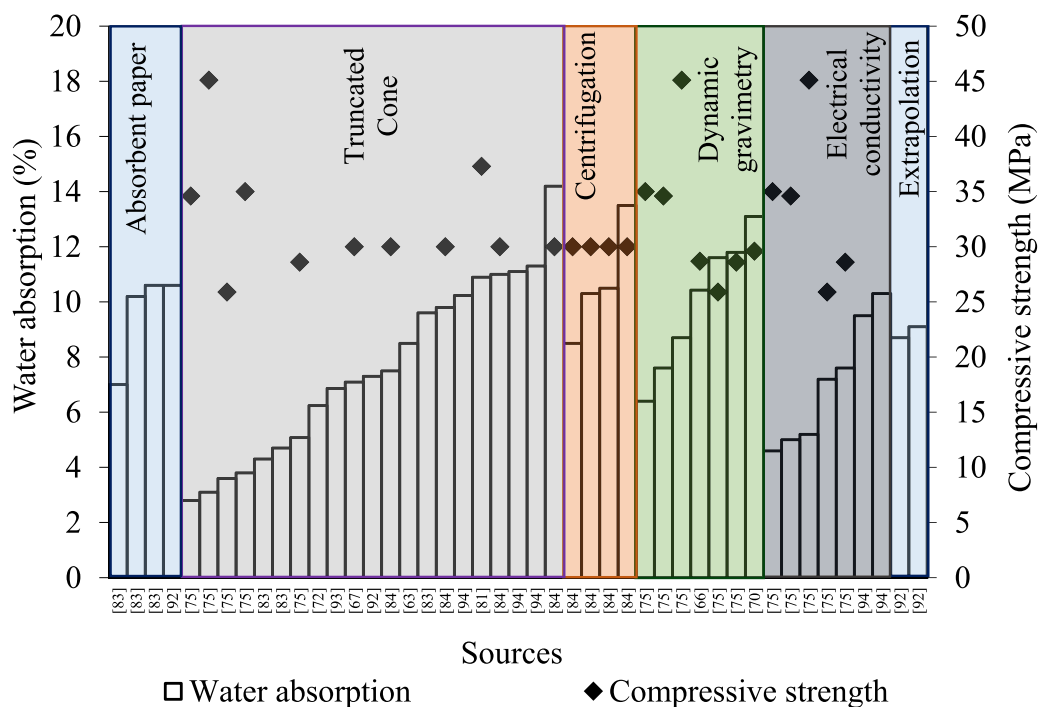 Water absorption (%)
20
18
16
14
12
10
8
6
4
2
0
Absorbent paper
Truncated
Cone
Centrifugation
Dynamic
gravimetry
Electrical
conductivity
Extrapolation
50
45
40
35
30
25
20
15
10
5
0
Compressive strength (MPa)
[83] [83] [83] [92] [75] [75] [75] [75] [83] [83] [75] [72] [93] [67] [92] [84] [63] [83] [84] [94] [81] [84] [94] [94] [84] [84] [84] [84] [84] [75] [75] [75] [66] [75] [75] [70] [75] [75] [75] [75] [75] [94] [94] [92] [92]
Sources
Water absorption
Compressive strength